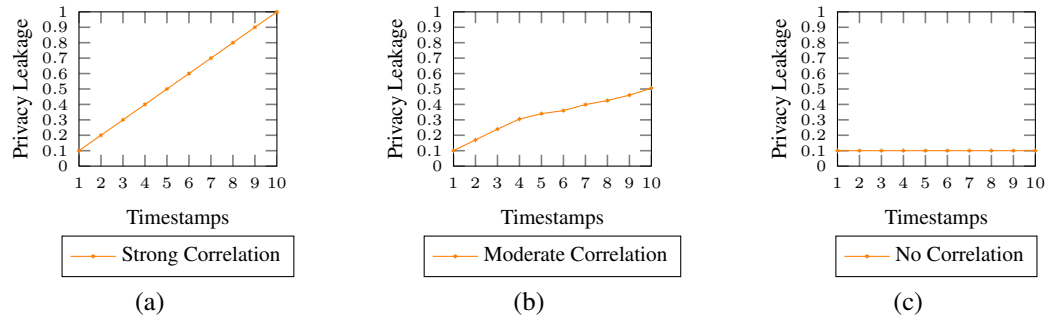 1
0.9
0.8
0.7
0.6
0.5
0.4
0.3
0.2
0.1
0
Privacy Leakage
1 2 3 4 5 6 7 8 9 10
Timestamps
Strong Correlation
(a)
1
0.9
0.8
0.7
0.6
0.5
0.4
0.3
0.2
0.1
0
Privacy Leakage
1 2 3 4 5 6 7 8 9 10
Timestamps
Moderate Correlation
(b)
1
0.9
0.8
0.7
0.6
0.5
0.4
0.3
0.2
0.1
0
Privacy Leakage
1 2 3 4 5 6 7 8 9 10
Timestamps
No Correlation
(c)